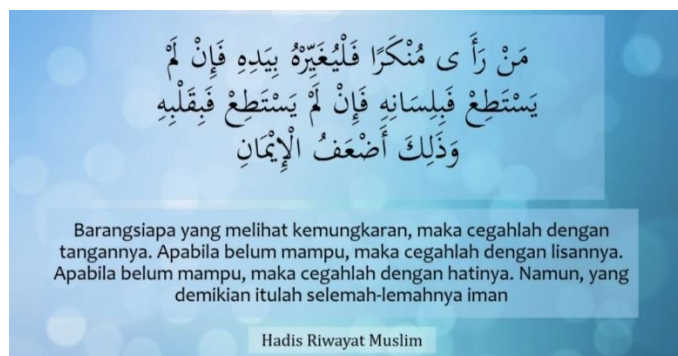 مَنْ رَأَ ى مُنْكَرًا فَلْيُغَيِّرْهُ بِيَدِهِ فَإِنْ لَمْ
يَسْتَطِعْ فَبِلِسَانِهِ فَإِنْ لَمْ يَسْتَطِعْ فَبِقَلْبِهِ
وَذَلِكَ أَضْعَفُ الْإِيْمَانِ
Barangsiapa yang melihat kemungkaran, maka cegahlah dengan
tangannya. Apabila belum mampu, maka cegahlah dengan lisannya.
Apabila belum mampu, maka cegahlah dengan hatinya. Namun, yang
demikian itulah selemah-lemahnya iman
Hadis Riwayat Muslim